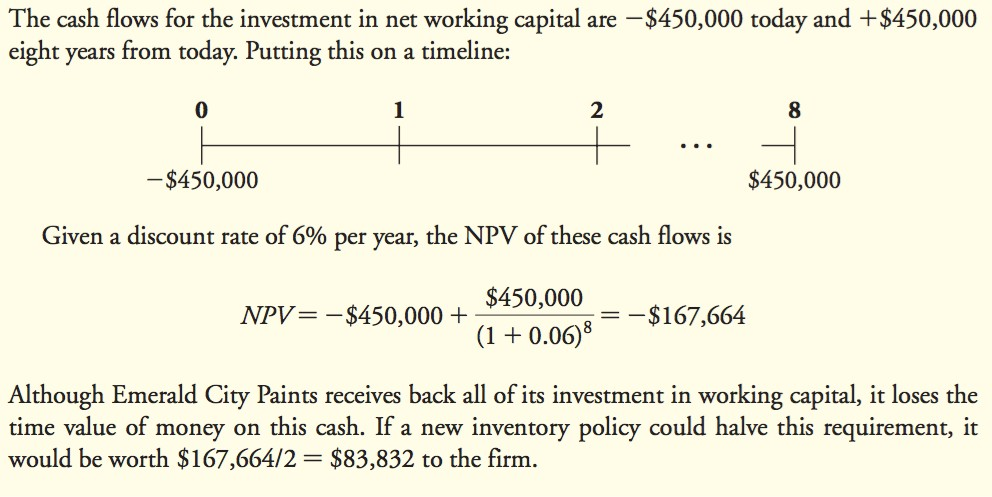 The cash flows for the investment in net working capital are −$450,000 today and +$450,000
eight years from today. Putting this on a timeline:
0 1 2 8
...
−$450,000 $450,000
Given a discount rate of 6% per year, the NPV of these cash flows is
NPV = −$450,000 + $450,000 / (1 + 0.06)⁸ = −$167,664
Although Emerald City Paints receives back all of its investment in working capital, it loses the
time value of money on this cash. If a new inventory policy could halve this requirement, it
would be worth $167,664/2 = $83,832 to the firm.